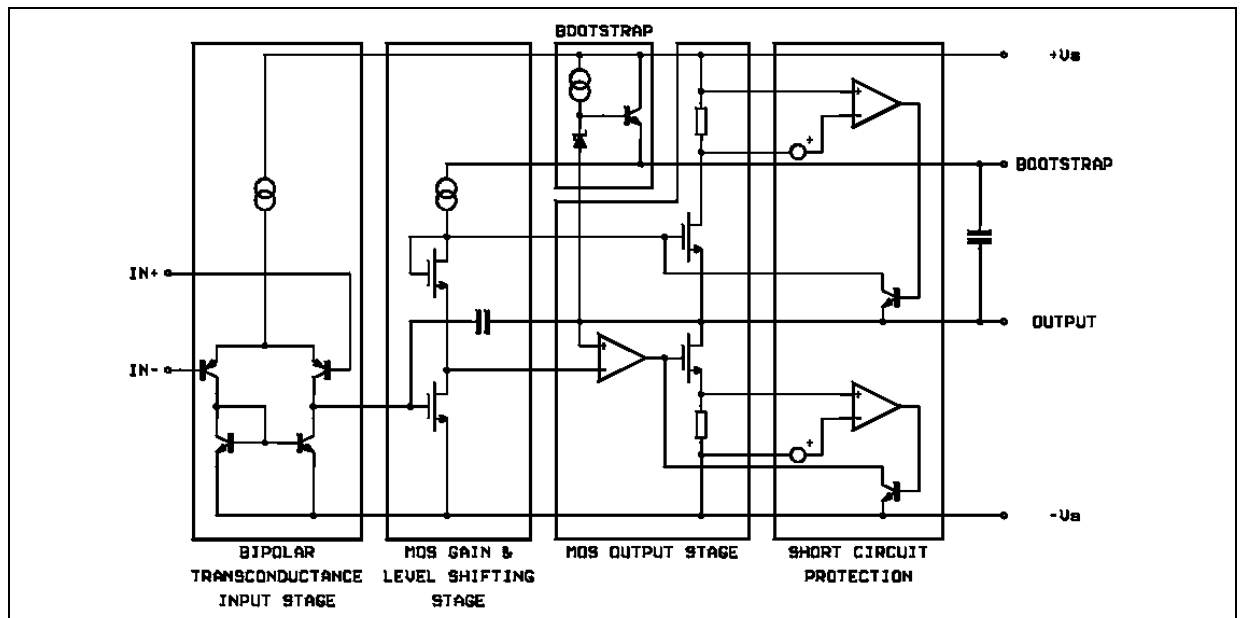 BOOTSTRAP
+Vs
+
-
+
BOOTSTRAP
IN+
OUTPUT
IN-
+
-
+
-
+
-Vs
BIPOLAR
TRANSCONDUCTANCE
INPUT STAGE
MOS GAIN &
LEVEL SHIFTING
STAGE
MOS OUTPUT STAGE
SHORT CIRCUIT
PROTECTION